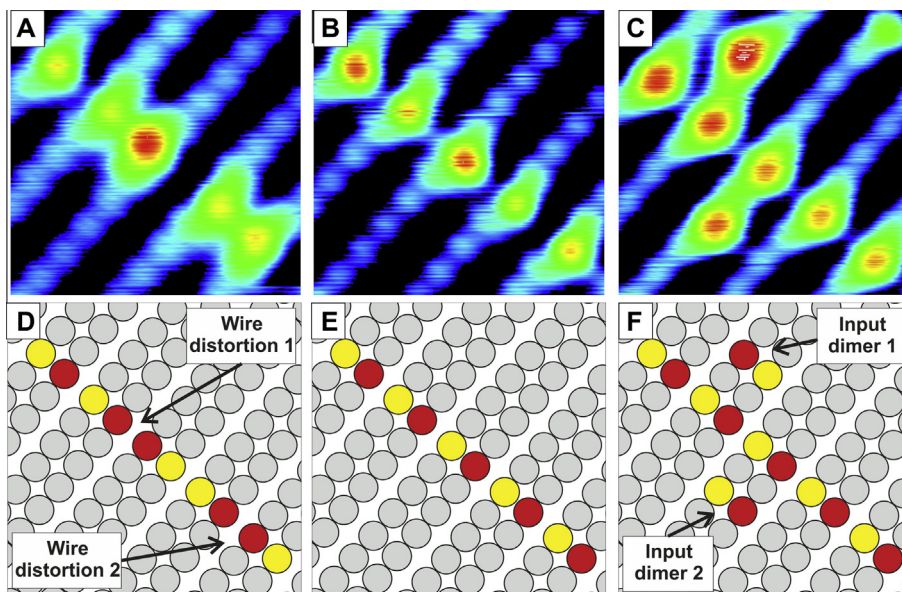 A
B
C
D
Wire
distortion 1
Wire
distortion 2
E
F
Input
dimer 1
Input
dimer 2